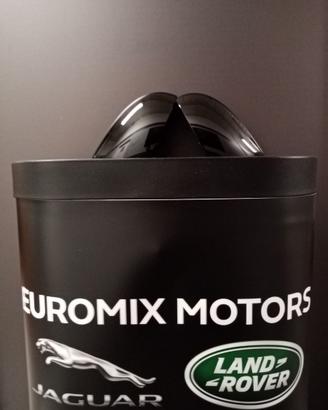 EUROMIX MOTORS
JAGUAR
LAND-
ROVER